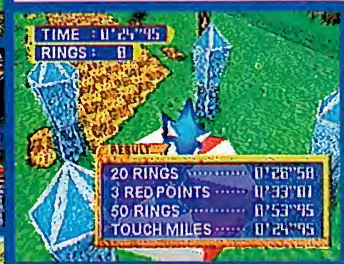 TIME : 0'24"95
RINGS : 0
RESULT
20 RINGS ········ 0'28"58
3 RED POINTS ······ 0'33"01
50 RINGS ········· 0'53"95
TOUCH MILES ····· 0'24"95